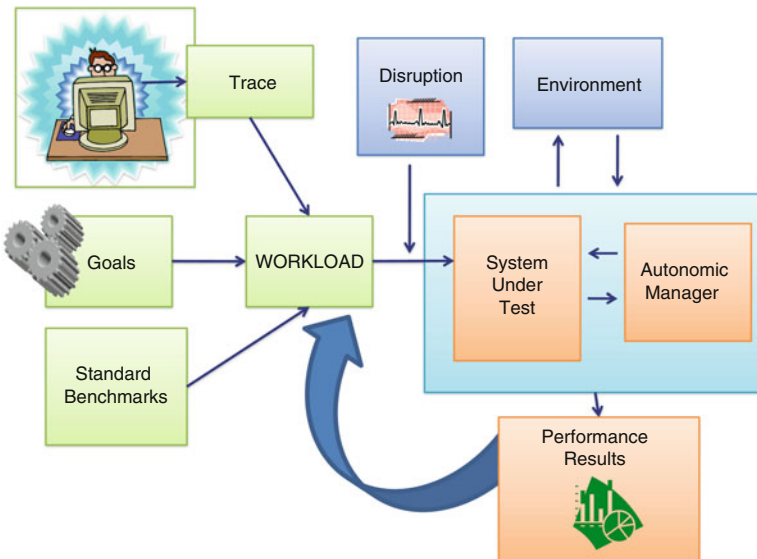 Trace
Disruption
Environment
Goals
WORKLOAD
System
Under
Test
Autonomic
Manager
Standard
Benchmarks
Performance
Results